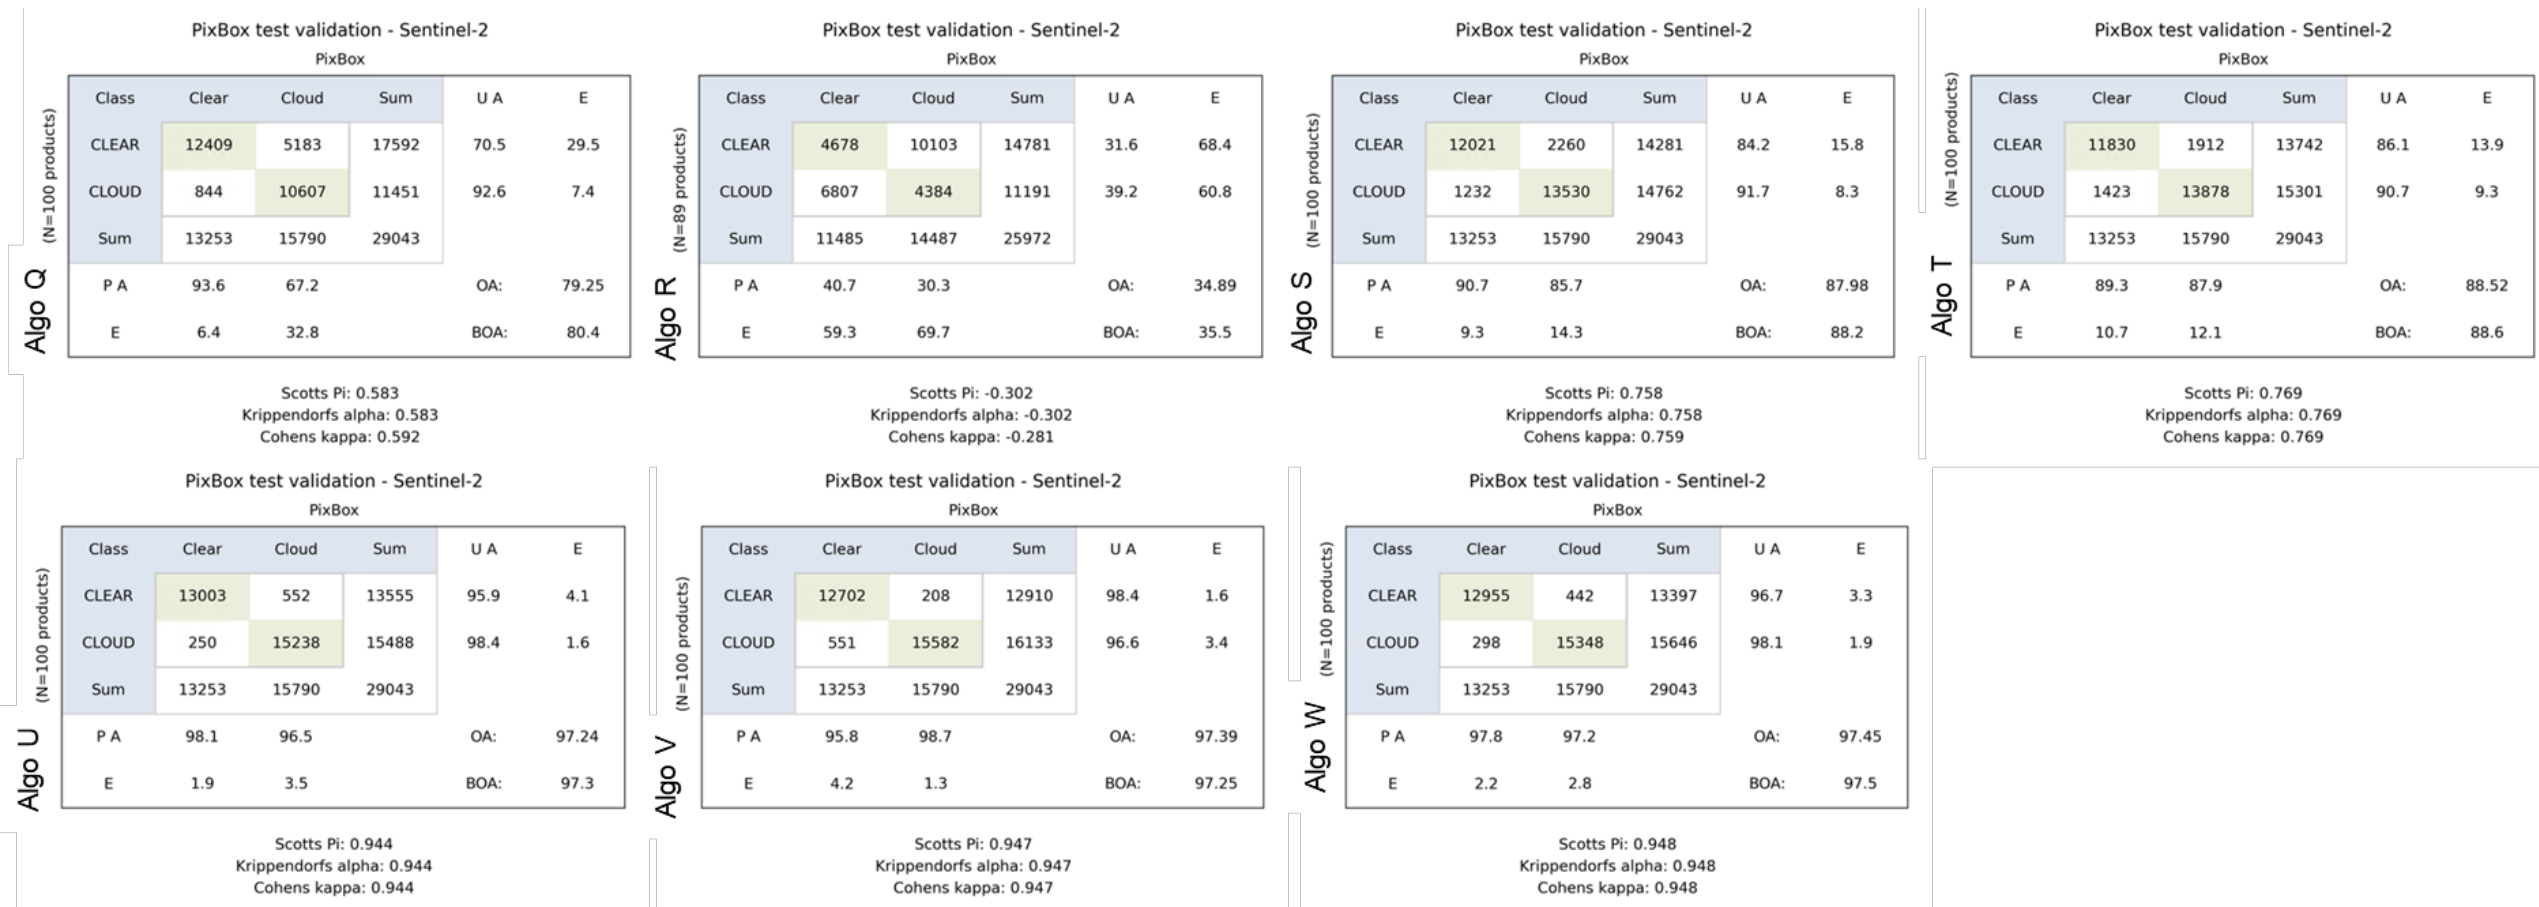 PixBox test validation - Sentinel-2
PixBox
Class Clear Cloud Sum U A E
CLEAR 12409 5183 17592 70.5 29.5
CLOUD 844 10607 11451 92.6 7.4
Sum 13253 15790 29043
P A 93.6 67.2 OA: 79.25
E 6.4 32.8 BOA: 80.4
(N=100 products)
Algo Q
Scotts Pi: 0.583
Krippendorfs alpha: 0.583
Cohens kappa: 0.592
PixBox test validation - Sentinel-2
PixBox
Class Clear Cloud Sum U A E
CLEAR 4678 10103 14781 31.6 68.4
CLOUD 6807 4384 11191 39.2 60.8
Sum 11485 14487 25972
P A 40.7 30.3 OA: 34.89
E 59.3 69.7 BOA: 35.5
(N=89 products)
Algo R
Scotts Pi: -0.302
Krippendorfs alpha: -0.302
Cohens kappa: -0.281
PixBox test validation - Sentinel-2
PixBox
Class Clear Cloud Sum U A E
CLEAR 12021 2260 14281 84.2 15.8
CLOUD 1232 13530 14762 91.7 8.3
Sum 13253 15790 29043
P A 90.7 85.7 OA: 87.98
E 9.3 14.3 BOA: 88.2
(N=100 products)
Algo S
Scotts Pi: 0.758
Krippendorfs alpha: 0.758
Cohens kappa: 0.759
PixBox test validation - Sentinel-2
PixBox
Class Clear Cloud Sum U A E
CLEAR 11830 1912 13742 86.1 13.9
CLOUD 1423 13878 15301 90.7 9.3
Sum 13253 15790 29043
P A 89.3 87.9 OA: 88.52
E 10.7 12.1 BOA: 88.6
(N=100 products)
Algo T
Scotts Pi: 0.769
Krippendorfs alpha: 0.769
Cohens kappa: 0.769
PixBox test validation - Sentinel-2
PixBox
Class Clear Cloud Sum U A E
CLEAR 13003 552 13555 95.9 4.1
CLOUD 250 15238 15488 98.4 1.6
Sum 13253 15790 29043
P A 98.1 96.5 OA: 97.24
E 1.9 3.5 BOA: 97.3
(N=100 products)
Algo U
Scotts Pi: 0.944
Krippendorfs alpha: 0.944
Cohens kappa: 0.944
PixBox test validation - Sentinel-2
PixBox
Class Clear Cloud Sum U A E
CLEAR 12702 208 12910 98.4 1.6
CLOUD 551 15582 16133 96.6 3.4
Sum 13253 15790 29043
P A 95.8 98.7 OA: 97.39
E 4.2 1.3 BOA: 97.25
(N=100 products)
Algo V
Scotts Pi: 0.947
Krippendorfs alpha: 0.947
Cohens kappa: 0.947
PixBox test validation - Sentinel-2
PixBox
Class Clear Cloud Sum U A E
CLEAR 12955 442 13397 96.7 3.3
CLOUD 298 15348 15646 98.1 1.9
Sum 13253 15790 29043
P A 97.8 97.2 OA: 97.45
E 2.2 2.8 BOA: 97.5
(N=100 products)
Algo W
Scotts Pi: 0.948
Krippendorfs alpha: 0.948
Cohens kappa: 0.948